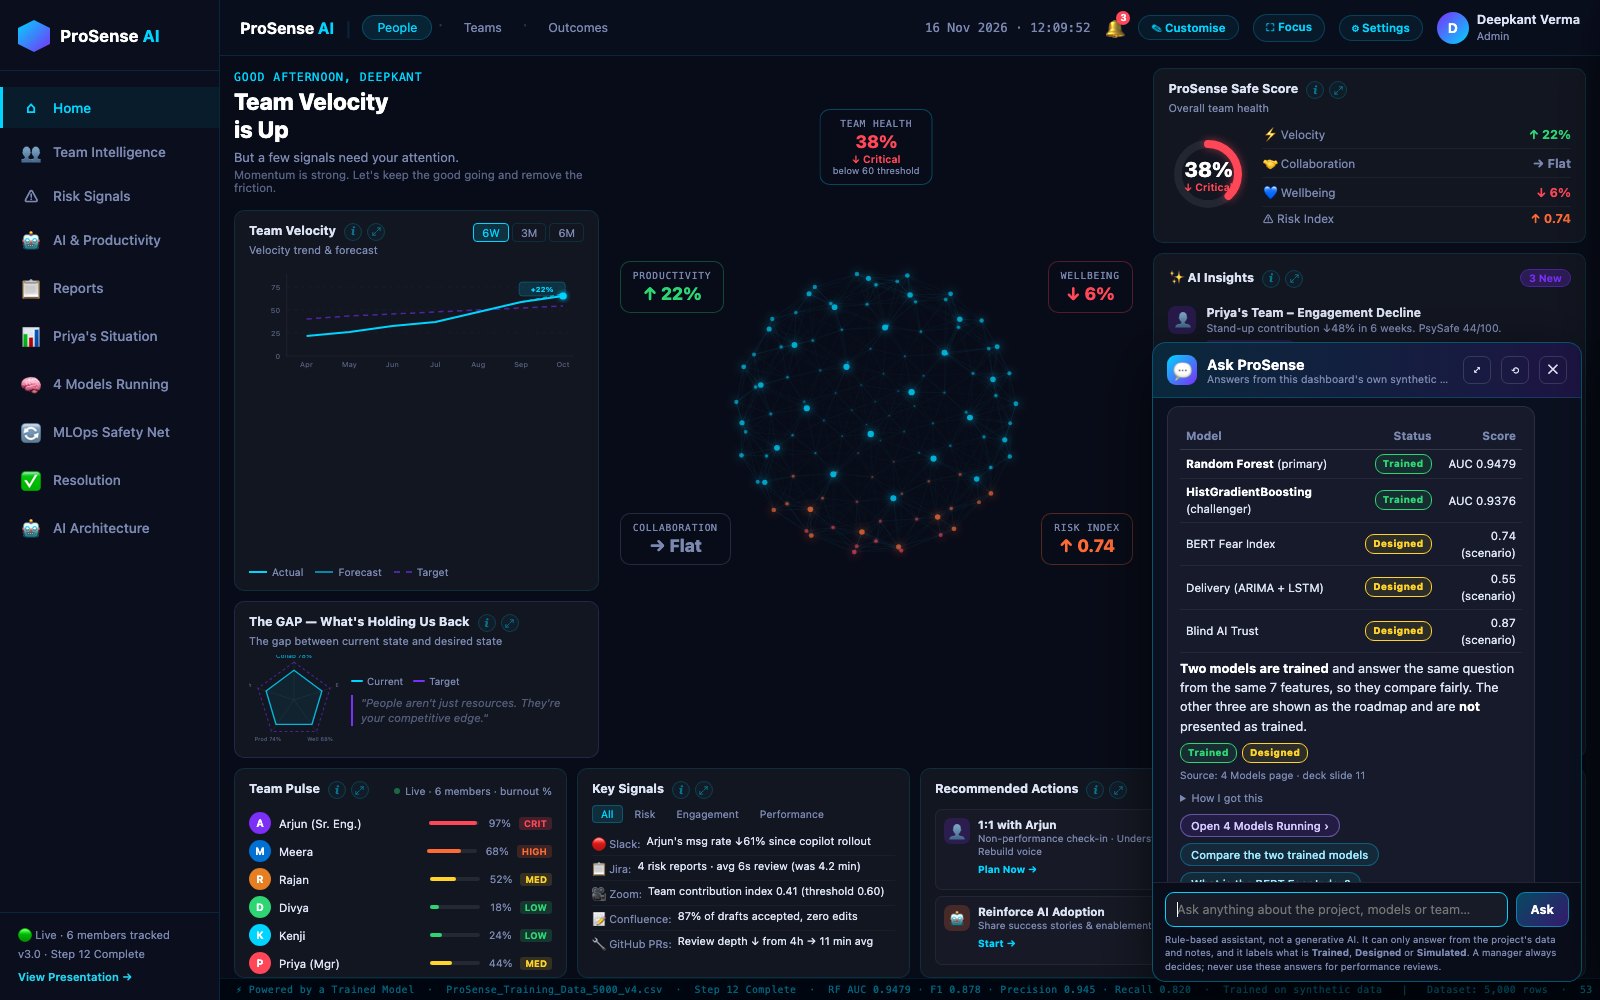 ProSense AI
ProSense AI
People
Teams
Outcomes
16 Nov 2026 · 12:09:52
3
Customise
Focus
Settings
D
Deepkant Verma
Admin
Home
Team Intelligence
Risk Signals
AI & Productivity
Reports
Priya's Situation
4 Models Running
MLOps Safety Net
Resolution
AI Architecture
Live · 6 members tracked
v3.0 · Step 12 Complete
View Presentation →
GOOD AFTERNOON, DEEPKANT
Team Velocity
is Up
But a few signals need your attention.
Momentum is strong. Let's keep the good going and remove the
friction.
Team Velocity
i
6W
3M
6M
Velocity trend & forecast
+22%
75
50
25
0
Apr
May
Jun
Jul
Aug
Sep
Oct
Actual
Forecast
Target
The GAP — What's Holding Us Back
i
The gap between current state and desired state
Collab 78%
Prod 74%
Well 68%
Current
Target
"People aren't just resources. They're
your competitive edge."
TEAM HEALTH
38%
↓ Critical
below 60 threshold
PRODUCTIVITY
↑ 22%
WELLBEING
↓ 6%
COLLABORATION
→ Flat
RISK INDEX
↑ 0.74
ProSense Safe Score
i
Overall team health
38%
↓ Critical
Velocity
↑ 22%
Collaboration
→ Flat
Wellbeing
↓ 6%
Risk Index
↑ 0.74
AI Insights
i
3 New
Priya's Team – Engagement Decline
Stand-up contribution ↓48% in 6 weeks. PsySafe 44/100.
Ask ProSense
Answers from this dashboard's own synthetic ...
Model
Status
Score
Random Forest (primary)
Trained
AUC 0.9479
HistGradientBoosting
(challenger)
Trained
AUC 0.9376
BERT Fear Index
Designed
0.74
(scenario)
Delivery (ARIMA + LSTM)
Designed
0.55
(scenario)
Blind AI Trust
Designed
0.87
(scenario)
Two models are trained and answer the same question
from the same 7 features, so they compare fairly. The
other three are shown as the roadmap and are not
presented as trained.
Trained
Designed
Source: 4 Models page · deck slide 11
▶ How I got this
Open 4 Models Running ›
Compare the two trained models
Ask anything about the project, models or team...
Ask
Rule-based assistant, not a generative AI. It can only answer from the project's data
and notes, and it labels what is Trained, Designed or Simulated. A manager always
decides; never use these answers for performance reviews.
Team Pulse
i
Live · 6 members · burnout %
A
Arjun (Sr. Eng.)
97%
CRIT
M
Meera
68%
HIGH
R
Rajan
52%
MED
D
Divya
18%
LOW
K
Kenji
24%
LOW
P
Priya (Mgr)
44%
MED
Key Signals
i
All
Risk
Engagement
Performance
Slack: Arjun's msg rate ↓61% since copilot rollout
Jira: 4 risk reports · avg 6s review (was 4.2 min)
Zoom: Team contribution index 0.41 (threshold 0.60)
Confluence: 87% of drafts accepted, zero edits
GitHub PRs: Review depth ↓ from 4h → 11 min avg
Recommended Actions
i
1:1 with Arjun
Non-performance check-in ·
Rebuild voice
Plan Now →
Reinforce AI Adoption
Share success stories & enablement
Start →
Powered by a Trained Model · ProSense_Training_Data_5000_v4.csv · Step 12 Complete · RF AUC 0.9479 · F1 0.878 · Precision 0.945 · Recall 0.820 · Trained on synthetic data | Dataset: 5,000 rows · 53